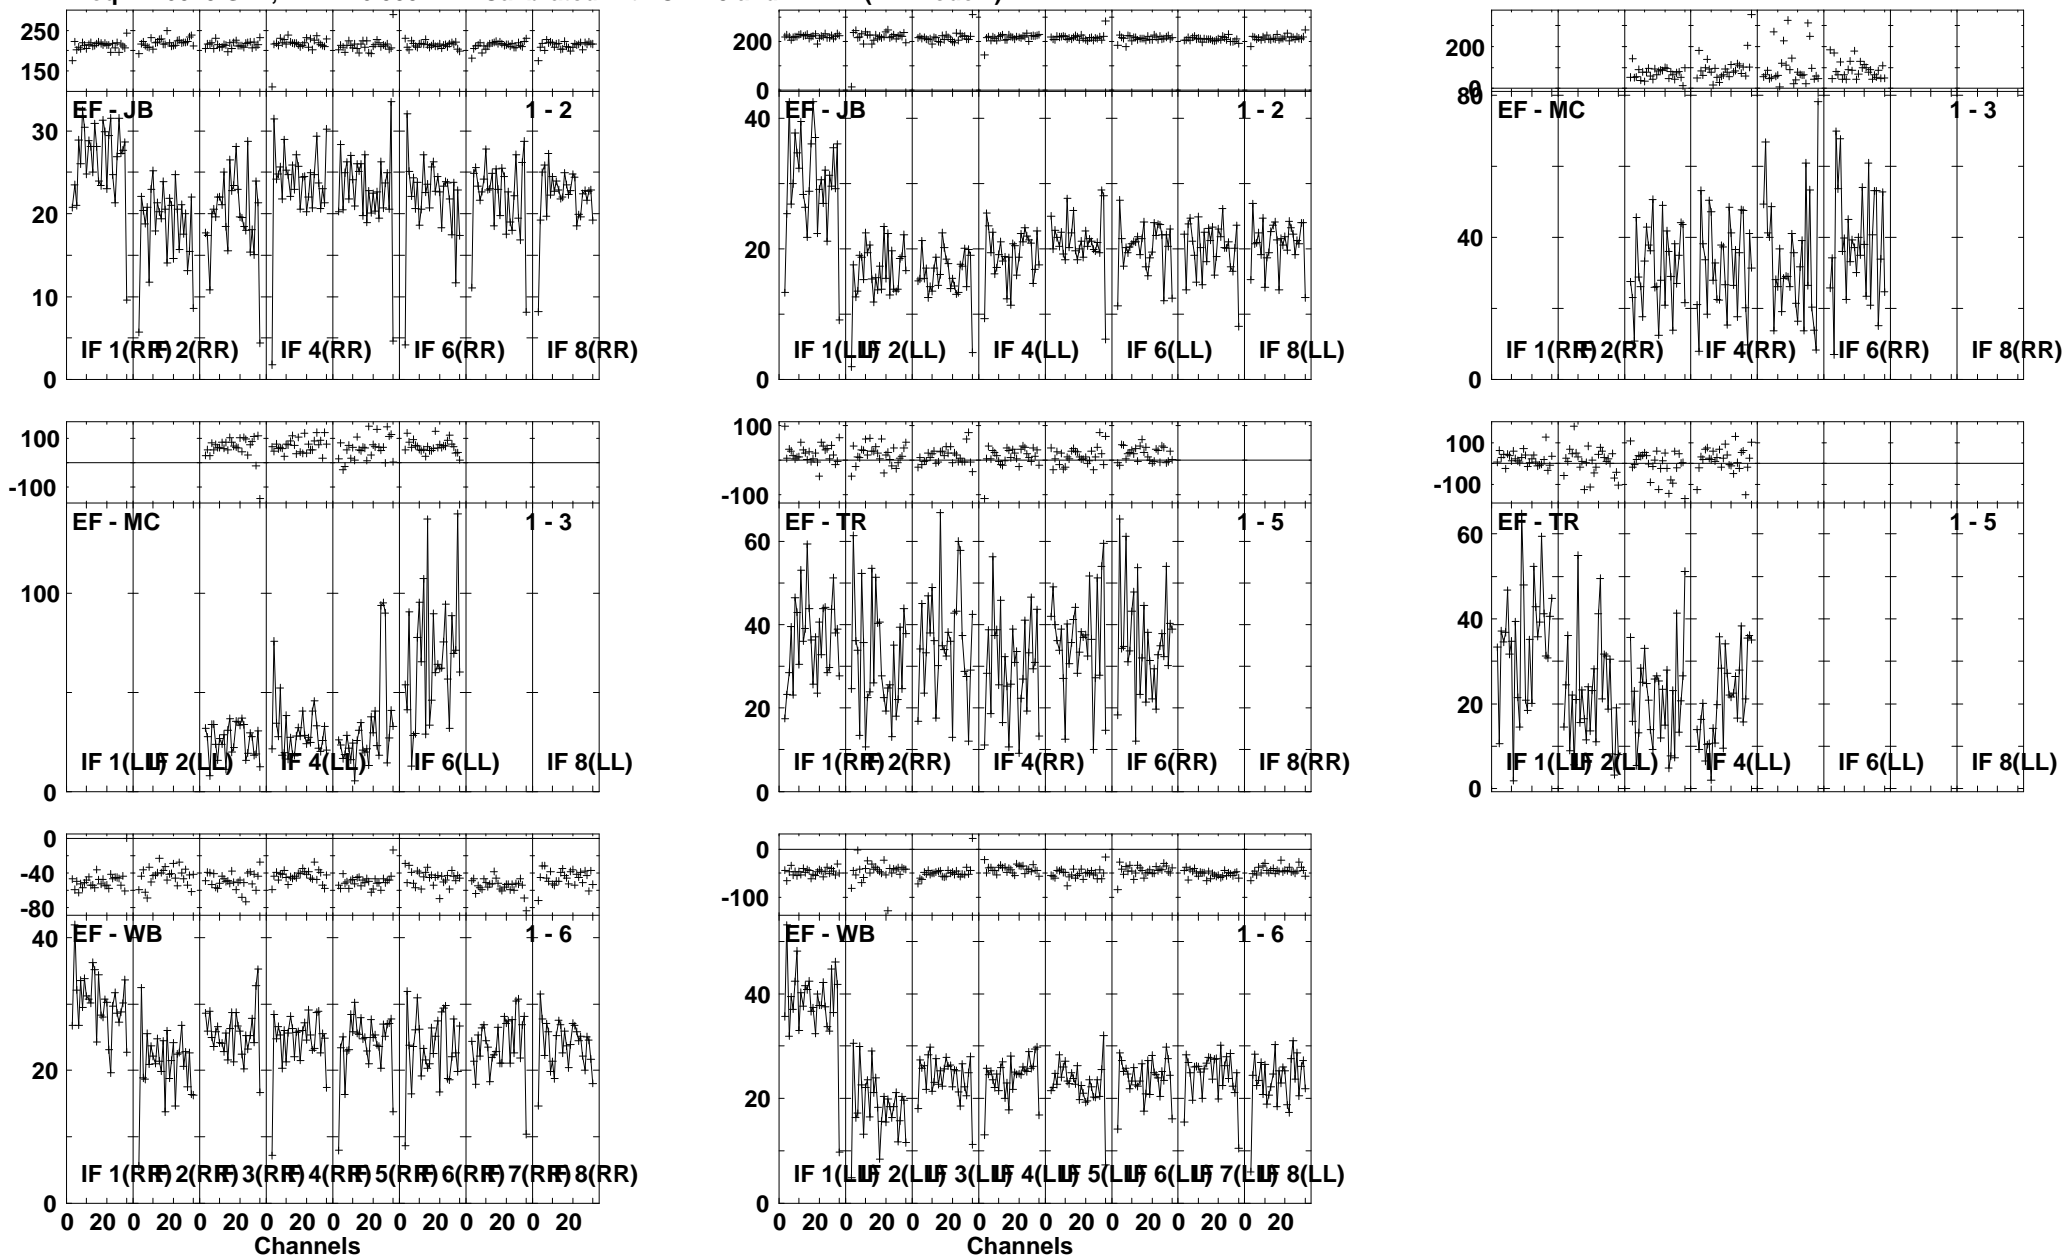 250
150
EF - JB 1 - 2
30
20
10
0
IF 1(RR) IF 2(RR) IF 4(RR) IF 6(RR) IF 8(RR)
200
0
EF - JB 1 - 2
40
20
0
IF 1(LL) IF 2(LL) IF 4(LL) IF 6(LL) IF 8(LL)
200
0
80
EF - MC 1 - 3
40
0
IF 1(RR) IF 2(RR) IF 4(RR) IF 6(RR) IF 8(RR)
100
-100
EF - MC 1 - 3
100
0
IF 1(LL) IF 2(LL) IF 4(LL) IF 6(LL) IF 8(LL)
100
0
-100
EF - TR 1 - 5
60
40
20
0
IF 1(RR) IF 2(RR) IF 4(RR) IF 6(RR) IF 8(RR)
100
-100
EF - TR 1 - 5
60
40
20
0
IF 1(LL) IF 2(LL) IF 4(LL) IF 6(LL) IF 8(LL)
0
-40
-80
EF - WB 1 - 6
40
20
0
IF 1(RR) IF 2(RR) IF 3(RR) IF 4(RR) IF 5(RR) IF 6(RR) IF 7(RR) IF 8(RR)
0 20 0 20 0 20 0 20 0 20 0 20 0 20 0 20
Channels
0
-100
EF - WB 1 - 6
40
20
0
IF 1(LL) IF 2(LL) IF 3(LL) IF 4(LL) IF 5(LL) IF 6(LL) IF 7(LL) IF 8(LL)
0 20 0 20 0 20 0 20 0 20 0 20 0 20 0 20
Channels